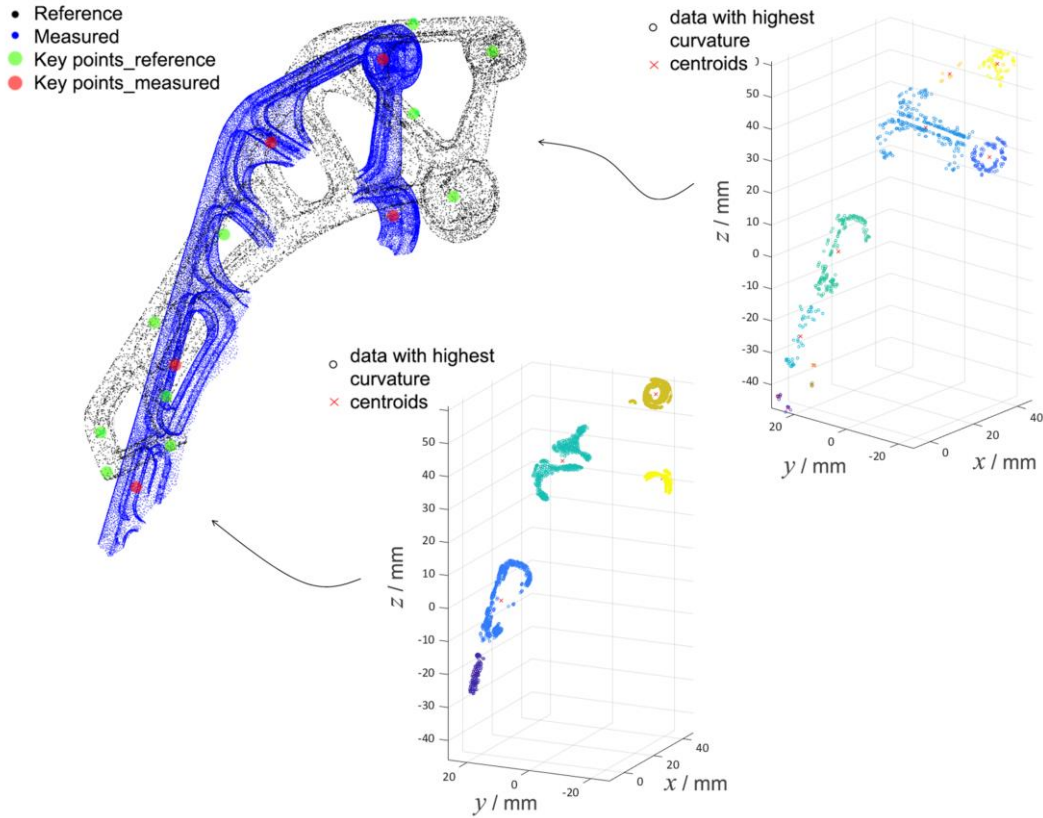 Reference
Measured
Key points_reference
Key points_measured
data with highest
curvature
centroids
50
40
30
20
10
0
-10
-20
-30
-40
z / mm
20
0
-20
y / mm
0
20
40
x / mm
data with highest
curvature
centroids
50
40
30
20
10
0
-10
-20
-30
-40
z / mm
20
0
-20
y / mm
0
20
40
x / mm